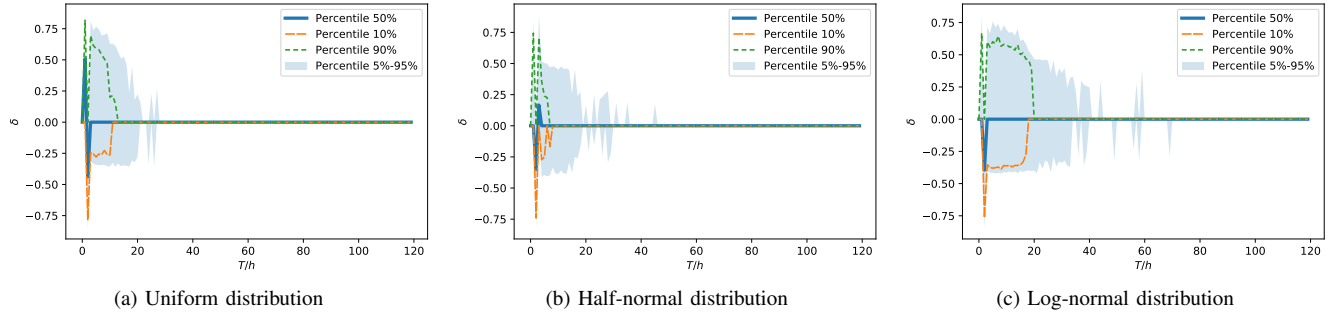 Percentile 50%
Percentile 10%
Percentile 90%
Percentile 5%-95%
δ
0.75
0.50
0.25
0.00
−0.25
−0.50
−0.75
0 20 40 60 80 100 120
T/h
(a) Uniform distribution
Percentile 50%
Percentile 10%
Percentile 90%
Percentile 5%-95%
δ
0.75
0.50
0.25
0.00
−0.25
−0.50
−0.75
0 20 40 60 80 100 120
T/h
(b) Half-normal distribution
Percentile 50%
Percentile 10%
Percentile 90%
Percentile 5%-95%
δ
0.75
0.50
0.25
0.00
−0.25
−0.50
−0.75
0 20 40 60 80 100 120
T/h
(c) Log-normal distribution